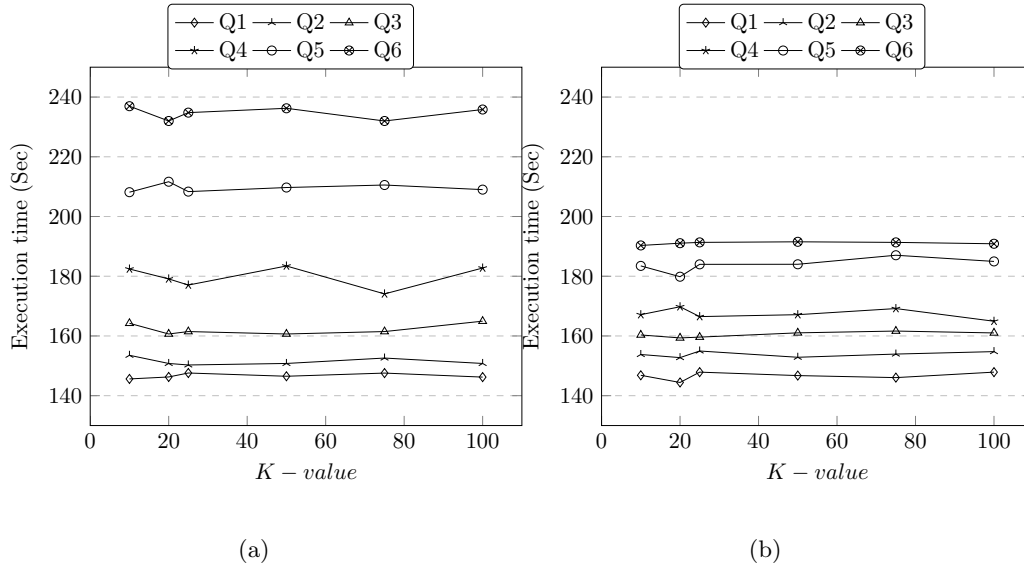 Q1 Q2 Q3
Q4 Q5 Q6
240
220
200
180
160
140
0 20 40 60 80 100
Execution time (Sec)
K − value
(a)
Q1 Q2 Q3
Q4 Q5 Q6
240
220
200
180
160
140
0 20 40 60 80 100
Execution time (Sec)
K − value
(b)